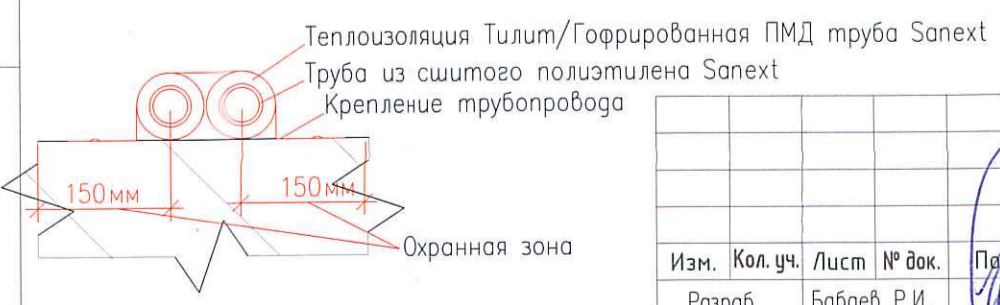 Теплоизоляция Тилит/Гофрированная ПМД труба Sanext
Труба из сшитого полиэтилена Sanext
Крепление трубопровода
150мм 150мм
Охранная зона
Изм. Кол. уч. Лист № док.
Разраб. Бабаев Р.И.